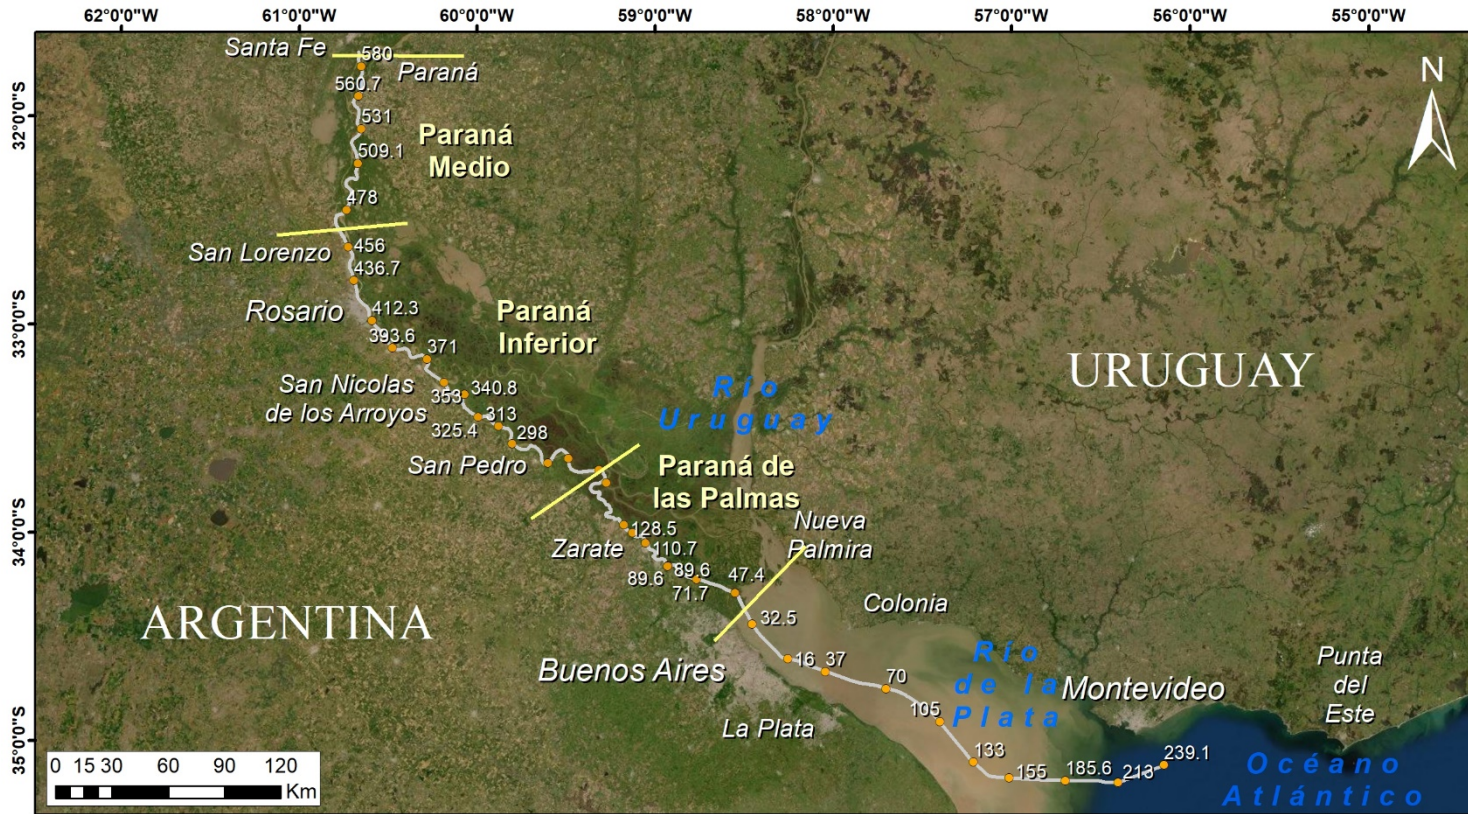 62°0'0"W
61°0'0"W
60°0'0"W
59°0'0"W
58°0'0"W
57°0'0"W
56°0'0"W
55°0'0"W
32°0'0"S
33°0'0"S
34°0'0"S
35°0'0"S
N
Santa Fe
580
Paraná
560.7
531
509.1
Paraná
Medio
478
San Lorenzo
456
436.7
Rosario
412.3
393.6
371
Paraná
Inferior
San Nicolas
de los Arroyos
353
340.8
325.4
313
298
San Pedro
Río
Uruguay
URUGUAY
Paraná de
las Palmas
Nueva
Palmira
Zarate
128.5
110.7
89.6
89.6
71.7
47.4
32.5
Colonia
ARGENTINA
Buenos Aires
16
37
70
105
133
155
185.6
213
239.1
La Plata
Río
de la
Plata
Montevideo
Punta
del
Este
Océano
Atlántico
0 15 30 60 90 120
Km